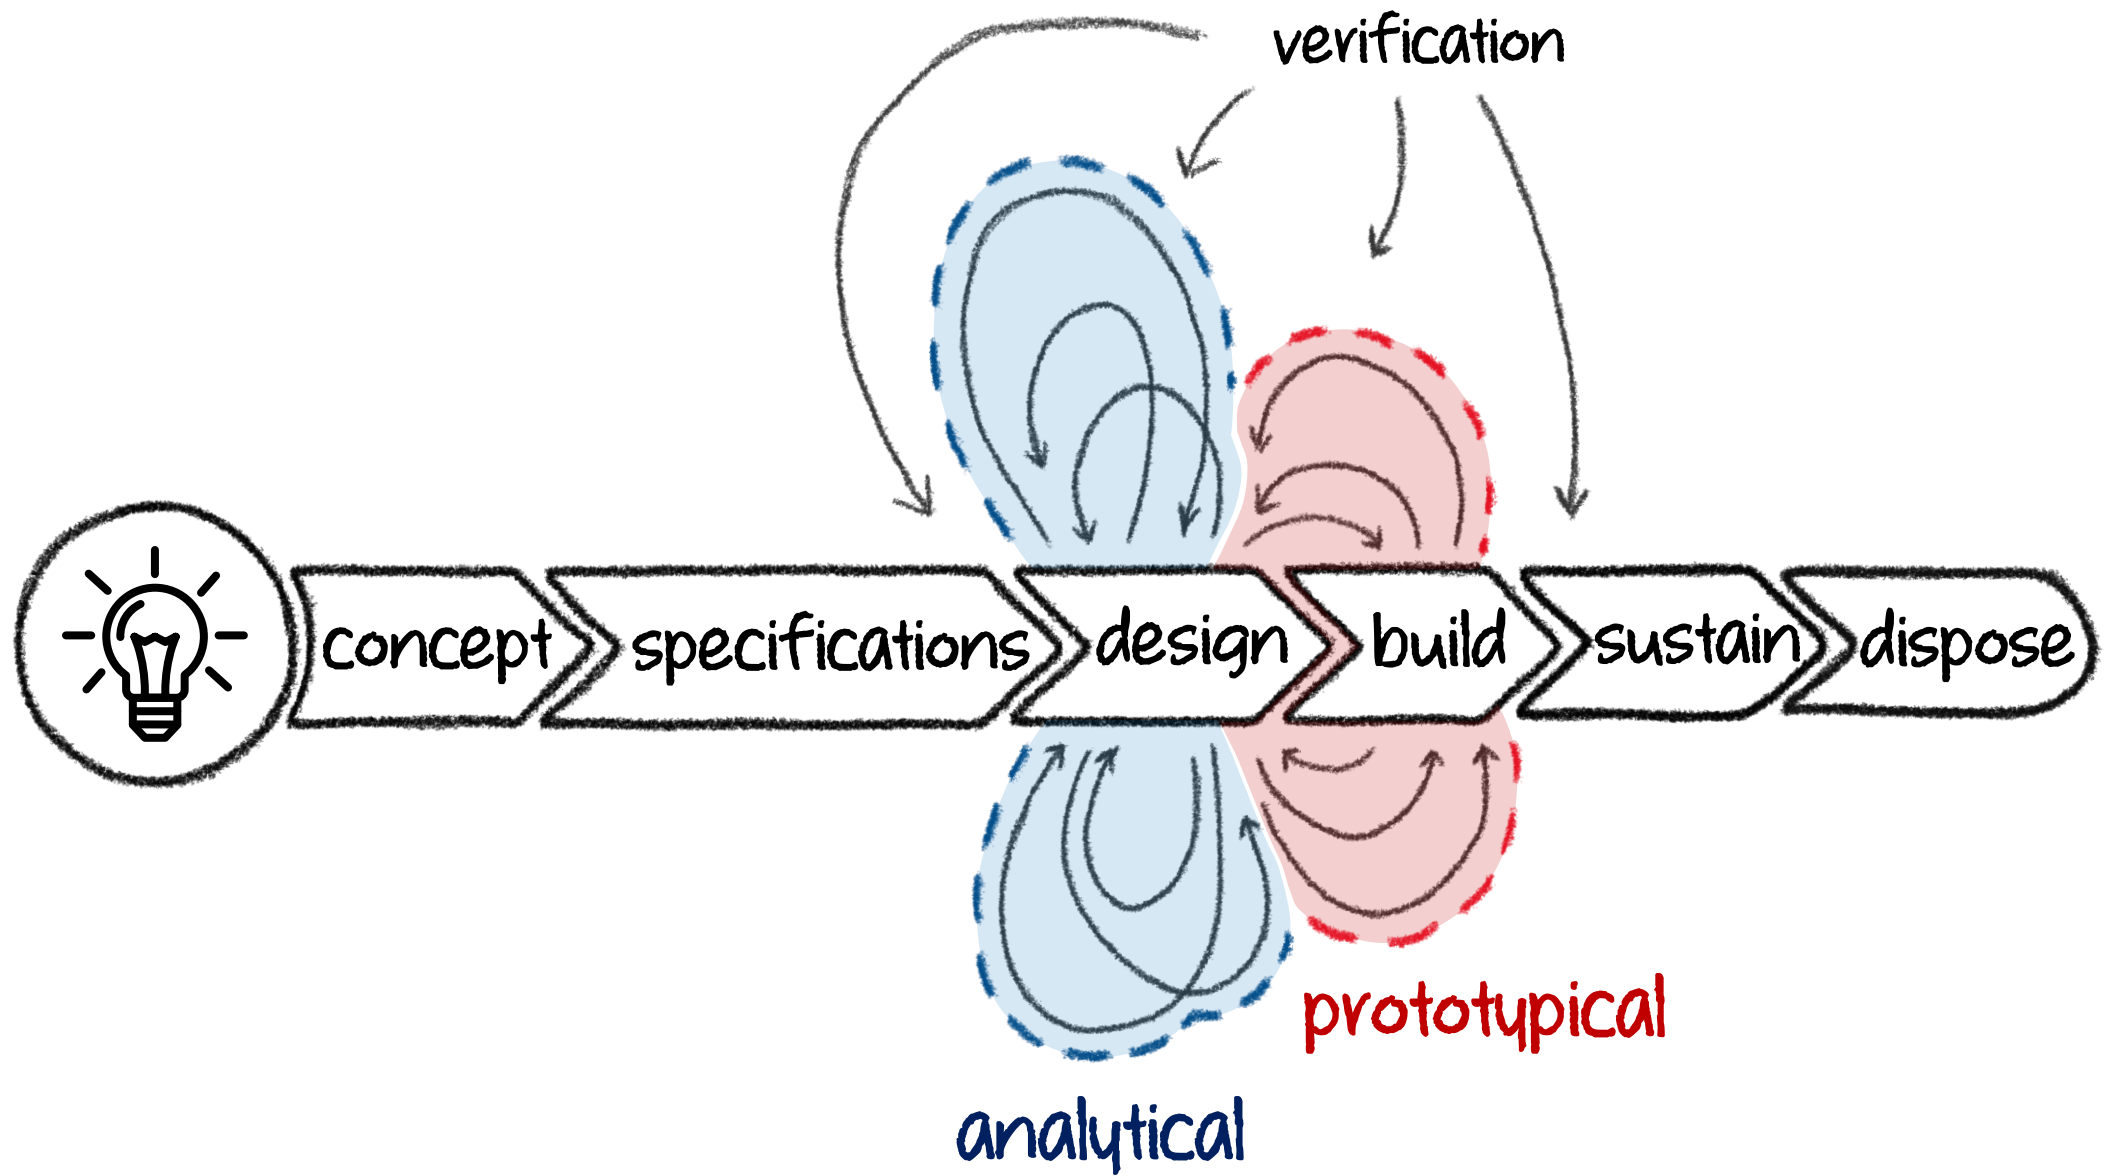 verification
concept
specifications
design
build
sustain
dispose
prototypical
analytical